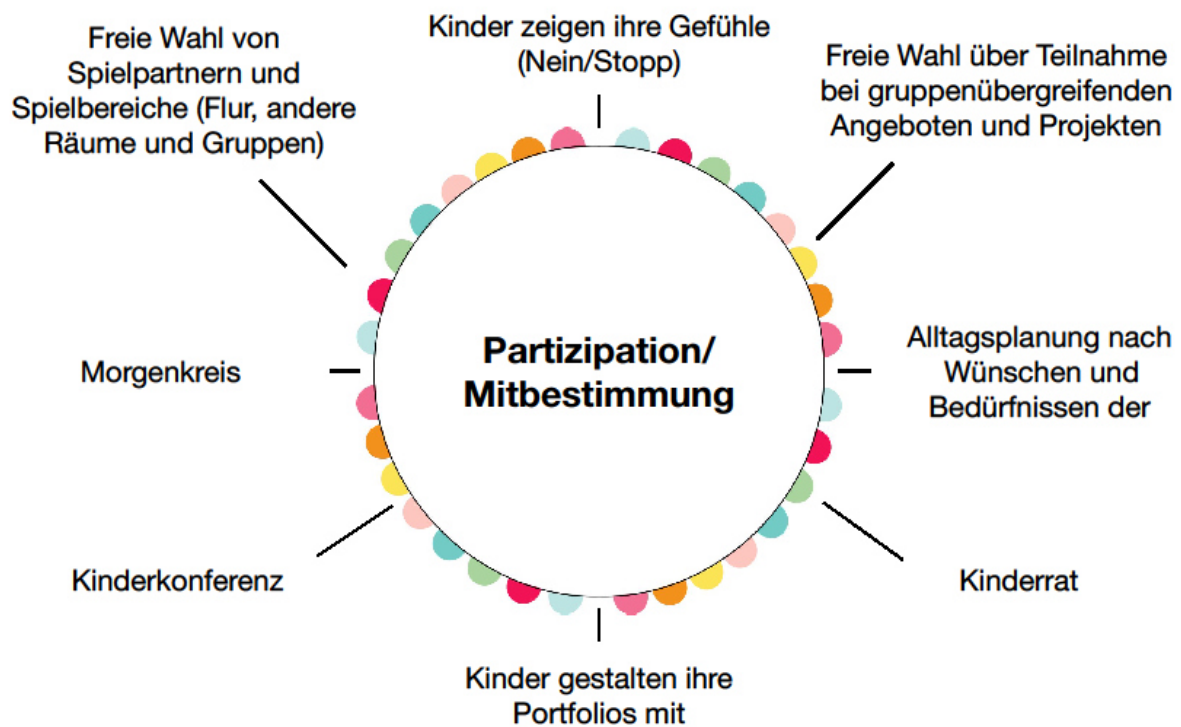 Freie Wahl von
Spielpartnern und
Spielbereiche (Flur, andere
Räume und Gruppen)
Kinder zeigen ihre Gefühle
(Nein/Stopp)
Freie Wahl über Teilnahme
bei gruppenübergreifenden
Angeboten und Projekten
Morgenkreis
Partizipation/
Mitbestimmung
Alltagsplanung nach
Wünschen und
Bedürfnissen der
Kinderkonferenz
Kinderrat
Kinder gestalten ihre
Portfolios mit